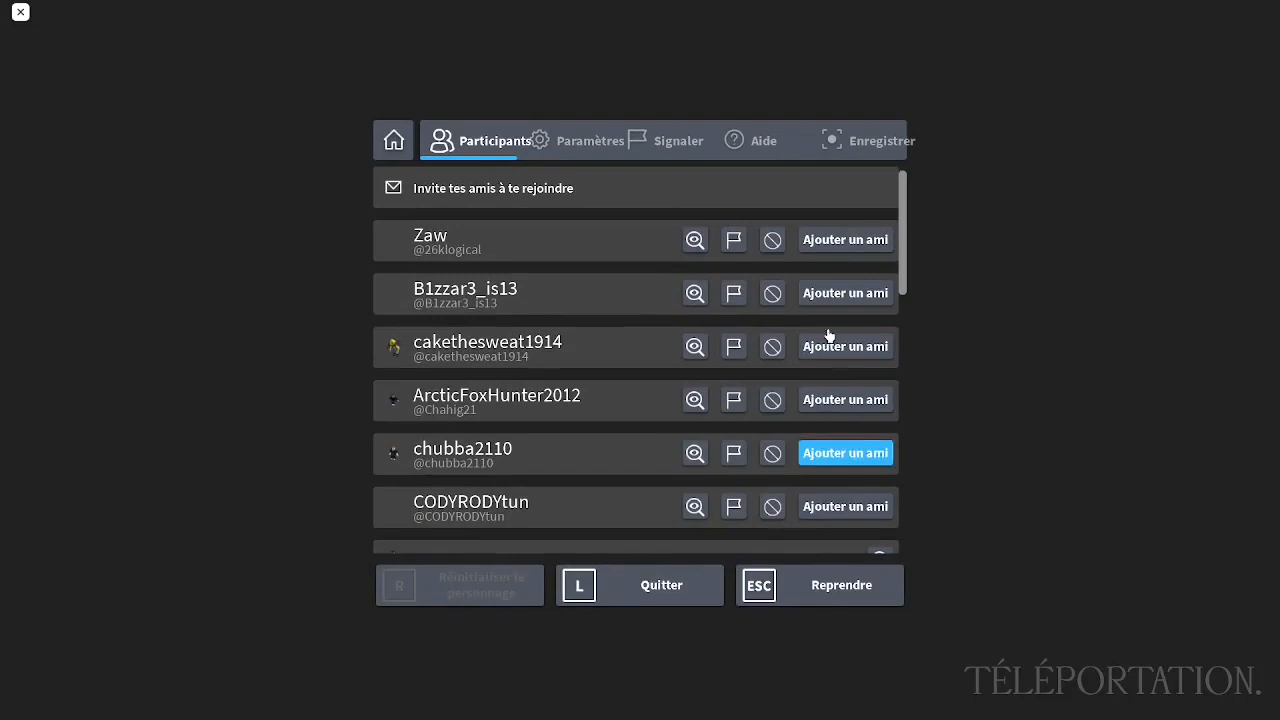 Participants Paramètres Signaler Aide Enregistrer
Invite tes amis à te rejoindre
Zaw
@26klogical
Ajouter un ami
B1zzar3_is13
@B1zzar3_is13
Ajouter un ami
cakethesweat1914
@cakethesweat1914
Ajouter un ami
ArcticFoxHunter2012
@Chahig21
Ajouter un ami
chubba2110
@chubba2110
Ajouter un ami
CODYRODYtun
@CODYRODYtun
Ajouter un ami
R Réinitialiser le
personnage
L Quitter
ESC Reprendre
TÉLÉPORTATION.